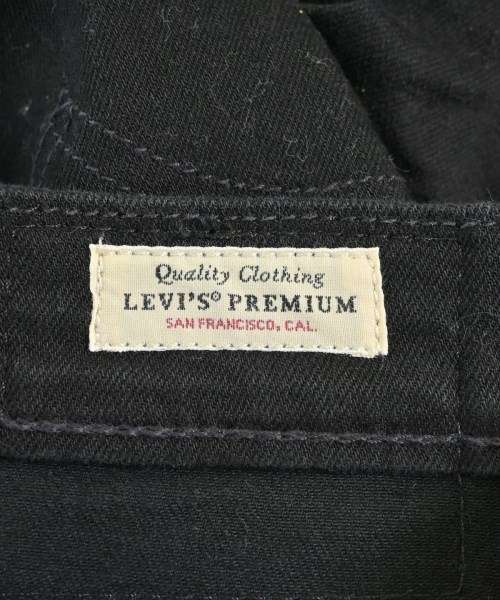 Quality Clothing
LEVI'S® PREMIUM
SAN FRANCISCO, CAL.